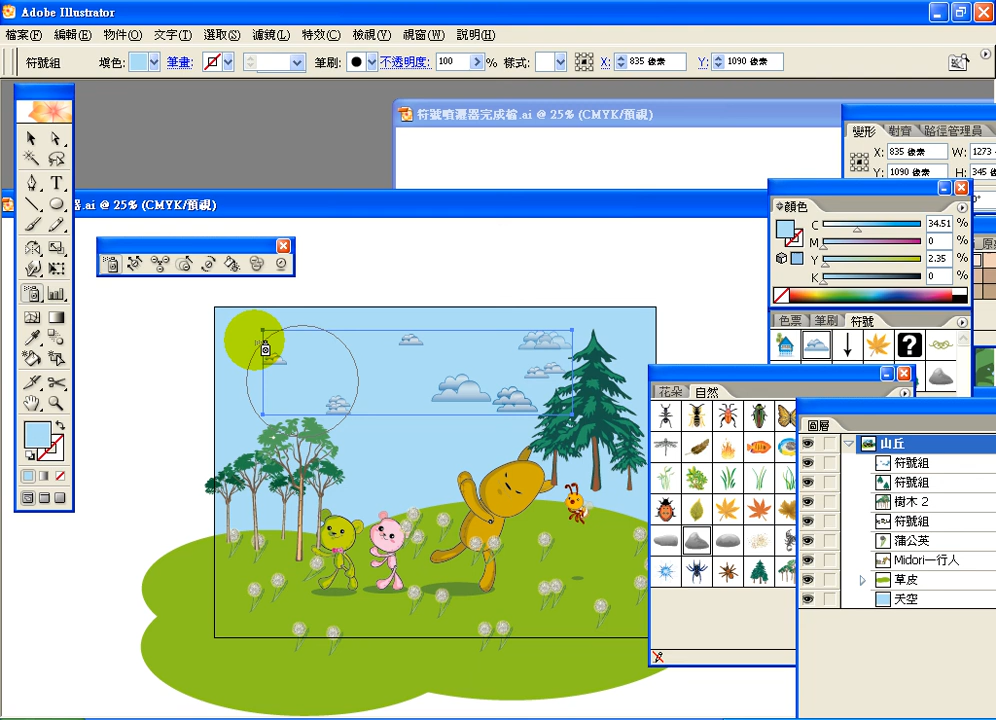 Adobe Illustrator
檔案(F) 編輯(E) 物件(O) 文字(T) 選取(S) 濾鏡(L) 特效(C) 檢視(V) 視窗(W) 說明(H)
符號組 填色: 筆畫: 筆刷: 不透明度: 100 % 樣式: X: 835 像素 Y: 1090 像素
符號噴灑器完成檔.ai @ 25% (CMYK/預視)
變形 對齊 路徑管理員
X: 835 像素 W: 1273
Y: 1090 像素 H: 345 像
器.ai @ 25% (CMYK/預視)
顏色
C 34.51 %
M 0 %
Y 2.35 %
K 0 %
色票 筆刷 符號
花朵 自然
圖層
山丘
符號組
符號組
樹木 2
符號組
蒲公英
Midori一行人
草皮
天空